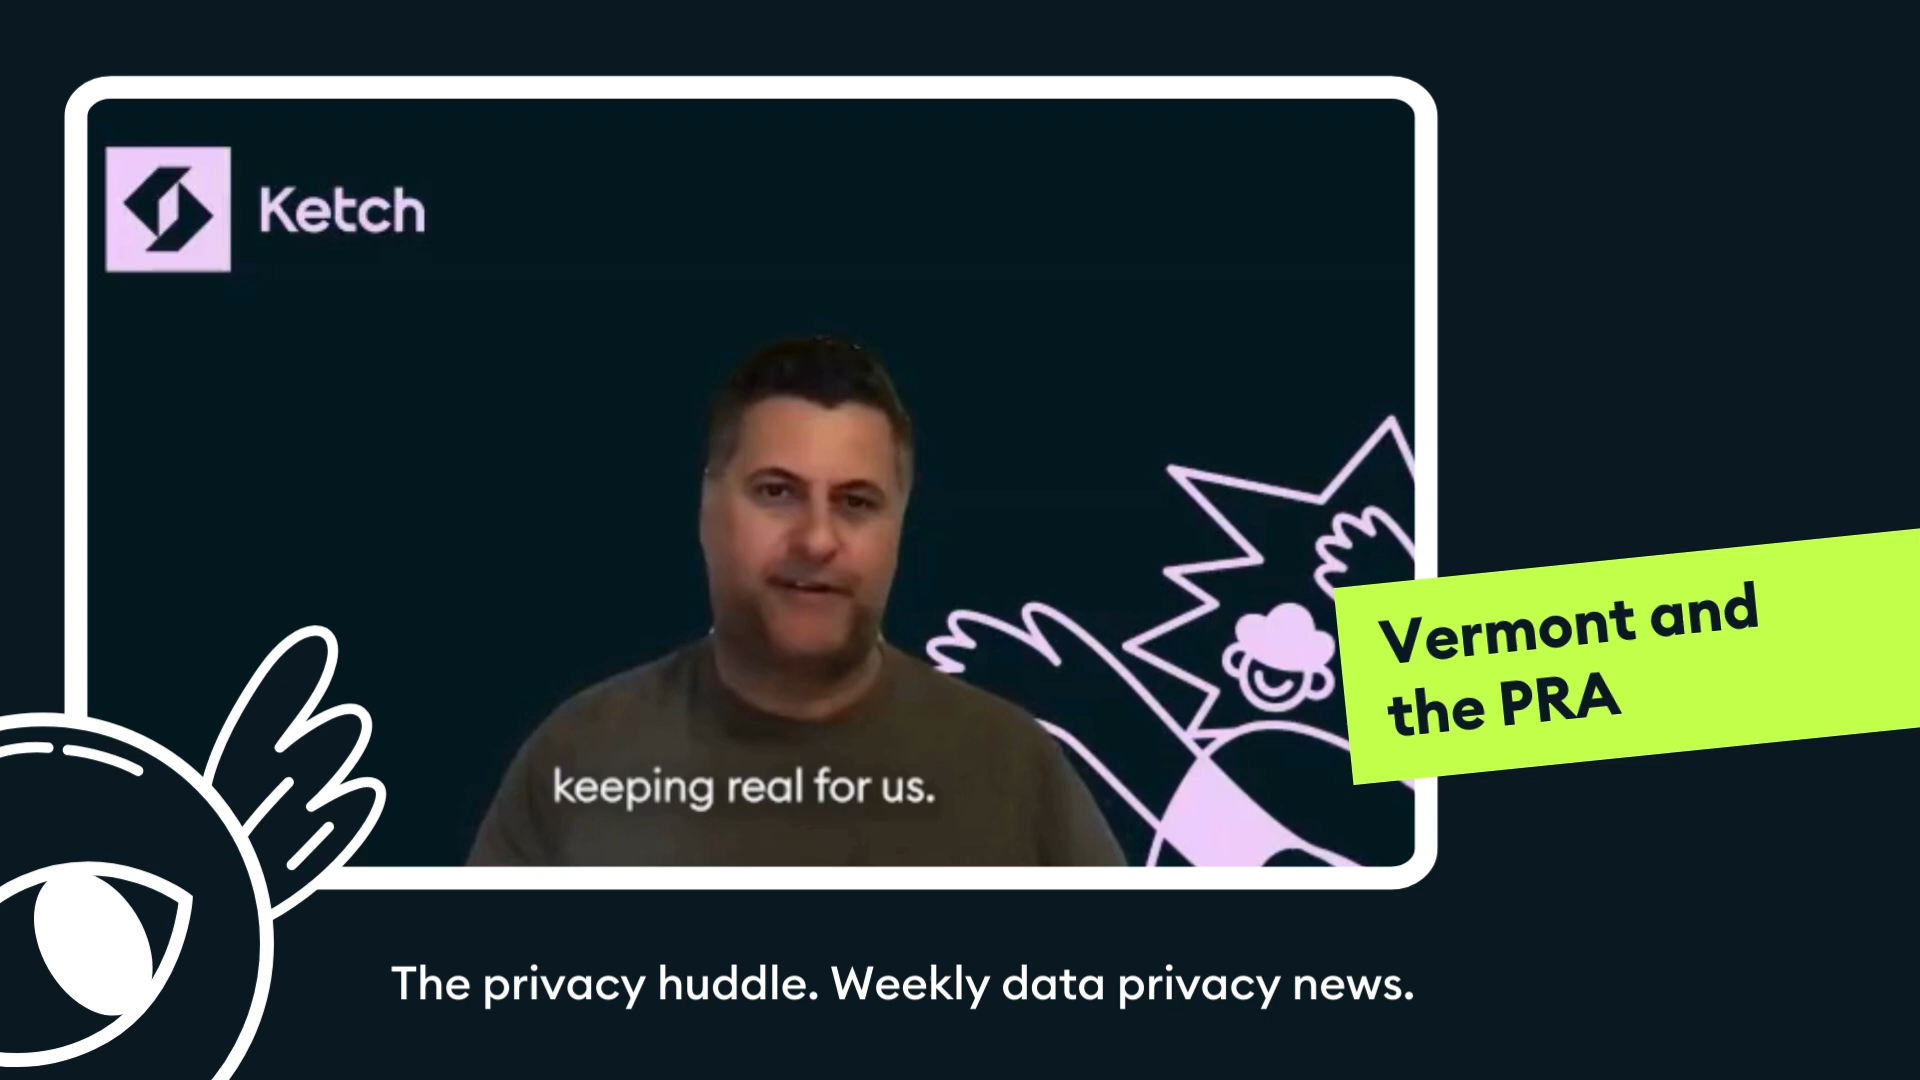 Ketch
keeping real for us.
Vermont and
the PRA
The privacy huddle. Weekly data privacy news.